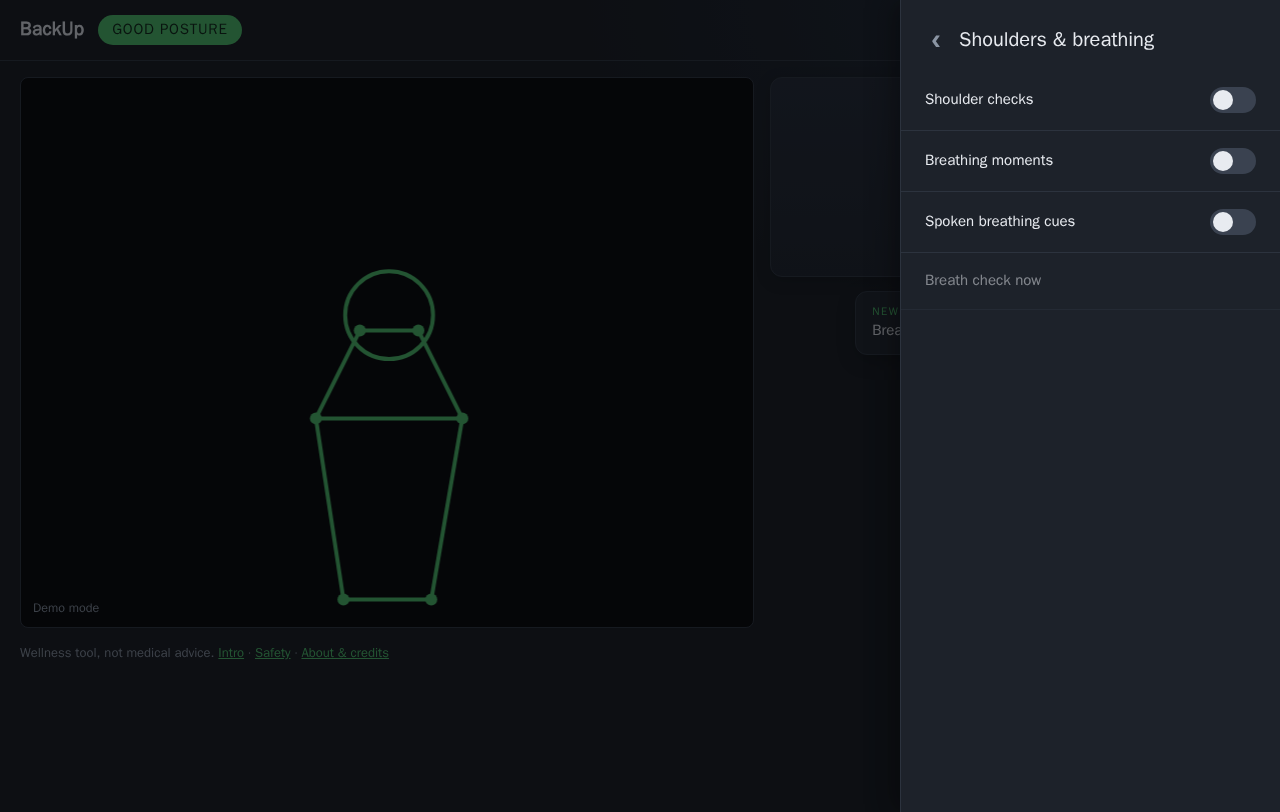 BackUp
GOOD POSTURE
NEW
Demo mode
Wellness tool, not medical advice. Intro · Safety · About & credits
‹ Shoulders & breathing
Shoulder checks
Breathing moments
Spoken breathing cues
Breath check now